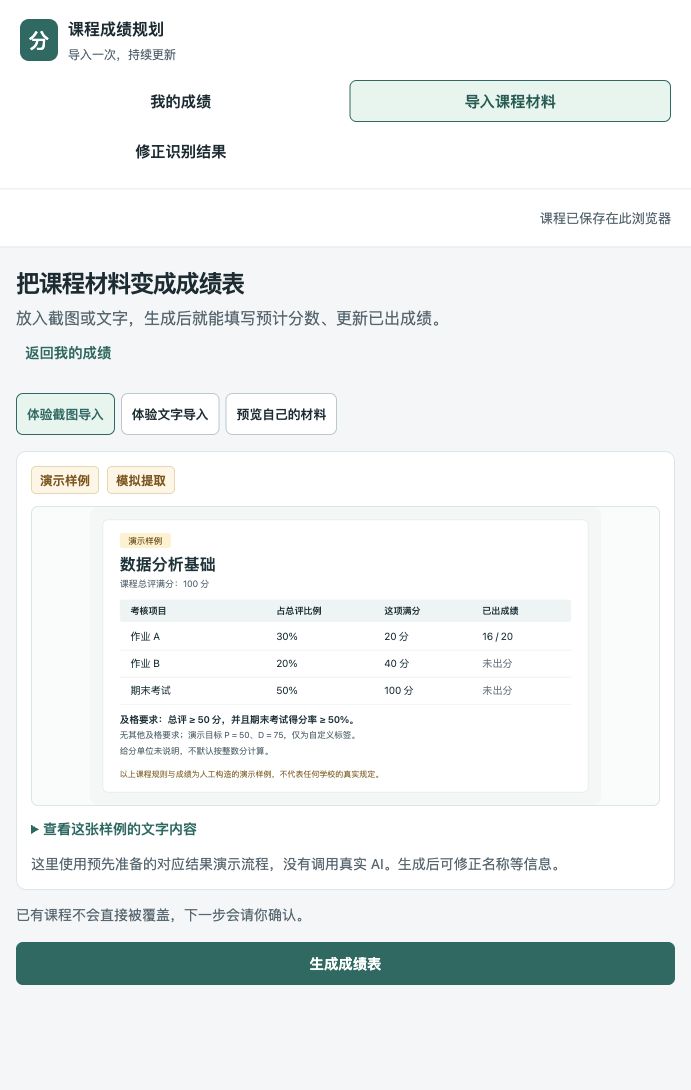 分
课程成绩规划
导入一次，持续更新
我的成绩
导入课程材料
修正识别结果
课程已保存在此浏览器
把课程材料变成成绩表
放入截图或文字，生成后就能填写预计分数、更新已出成绩。
返回我的成绩
体验截图导入 体验文字导入 预览自己的材料
演示样例 模拟提取
演示样例
数据分析基础
课程总评满分：100 分
考核项目 占总评比例 这项满分 已出成绩
作业 A 30% 20 分 16 / 20
作业 B 20% 40 分 未出分
期末考试 50% 100 分 未出分
及格要求：总评 ≥ 50 分，并且期末考试得分率 ≥ 50%。
无其他及格要求；演示目标 P = 50、D = 75，仅为自定义标签。
给分单位未说明，不默认按整数分计算。
以上课程规则与成绩为人工构造的演示样例，不代表任何学校的真实规定。
查看这张样例的文字内容
这里使用预先准备的对应结果演示流程，没有调用真实 AI。生成后可修正名称等信息。
已有课程不会直接被覆盖，下一步会请你确认。
生成成绩表